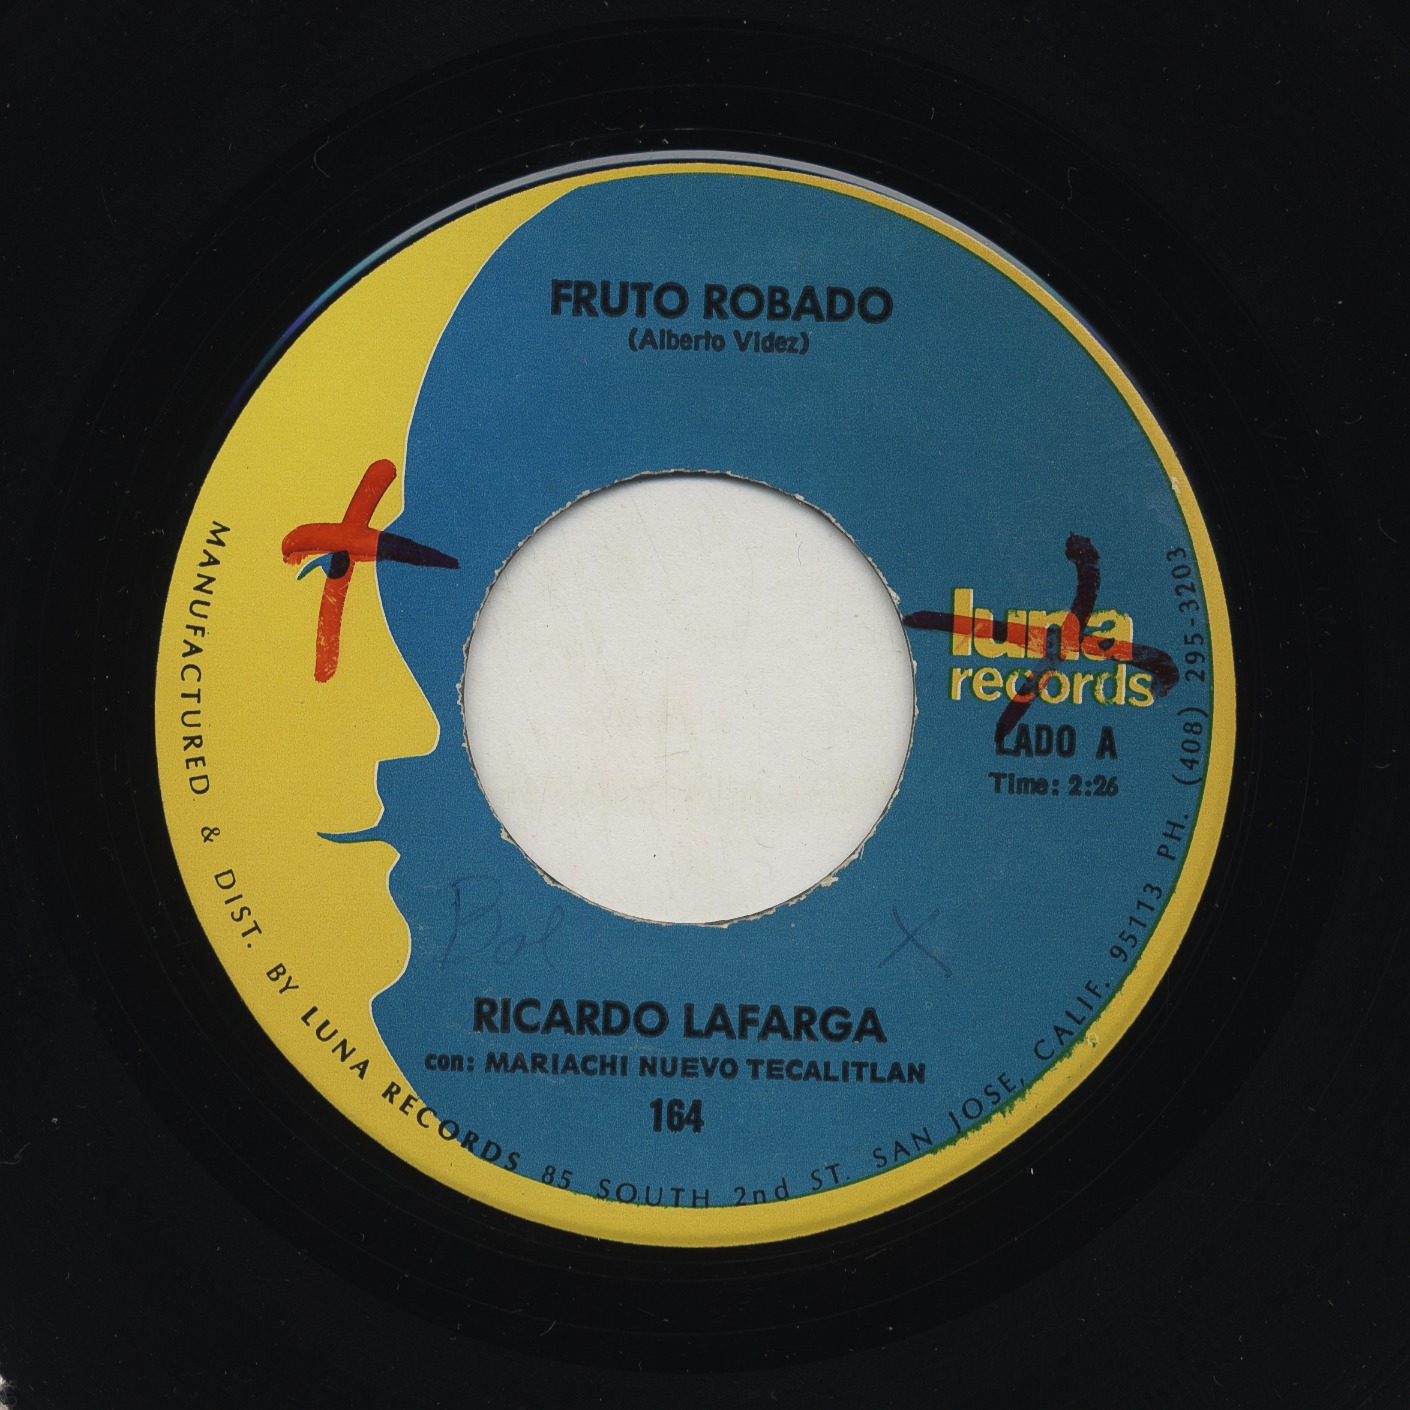 FRUTO ROBADO
(Alberto Videz)
luna
records
LADO A
Time: 2:26
Bol
X
RICARDO LAFARGA
con: MARIACHI NUEVO TECALITLAN
164
MANUFACTURED & DIST. BY LUNA RECORDS 85 SOUTH 2nd ST. SAN JOSE, CALIF. 95113 PH. (408) 295-3203